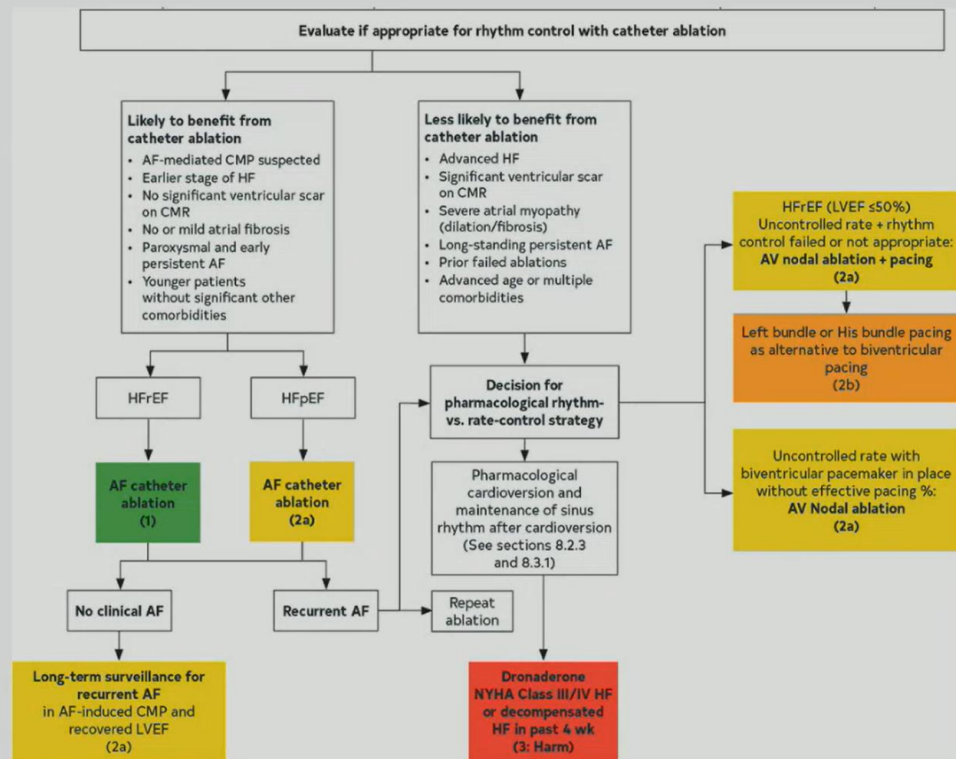 Evaluate if appropriate for rhythm control with catheter ablation
Likely to benefit from
catheter ablation
• AF-mediated CMP suspected
• Earlier stage of HF
• No significant ventricular scar
on CMR
• No or mild atrial fibrosis
• Paroxysmal and early
persistent AF
• Younger patients
without significant other
comorbidities
Less likely to benefit from
catheter ablation
• Advanced HF
• Significant ventricular scar
on CMR
• Severe atrial myopathy
(dilation/fibrosis)
• Long-standing persistent AF
• Prior failed ablations
• Advanced age or multiple
comorbidities
HFrEF (LVEF ≤50%)
Uncontrolled rate + rhythm
control failed or not appropriate:
AV nodal ablation + pacing
(2a)
Left bundle or His bundle pacing
as alternative to biventricular
pacing
(2b)
HFrEF
HFpEF
Decision for
pharmacological rhythm-
vs. rate-control strategy
Uncontrolled rate with
biventricular pacemaker in place
without effective pacing %:
AV Nodal ablation
(2a)
AF catheter
ablation
(1)
AF catheter
ablation
(2a)
Pharmacological
cardioversion and
maintenance of sinus
rhythm after cardioversion
(See sections 8.2.3
and 8.3.1)
No clinical AF
Recurrent AF
Repeat
ablation
Long-term surveillance for
recurrent AF
in AF-induced CMP and
recovered LVEF
(2a)
Dronaderone
NYHA Class III/IV HF
or decompensated
HF in past 4 wk
(3: Harm)